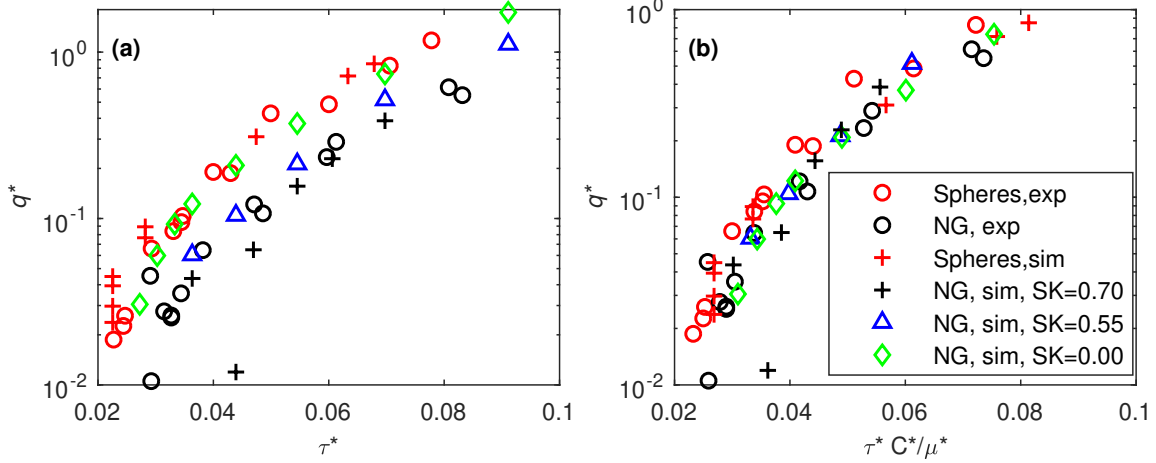 (a)
10^0
10^-1
10^-2
q*
0.02 0.04 0.06 0.08 0.1
τ*
(b)
10^0
10^-1
10^-2
q*
0.02 0.04 0.06 0.08 0.1
τ* C*/μ*
Spheres,exp
NG, exp
Spheres,sim
NG, sim, SK=0.70
NG, sim, SK=0.55
NG, sim, SK=0.00